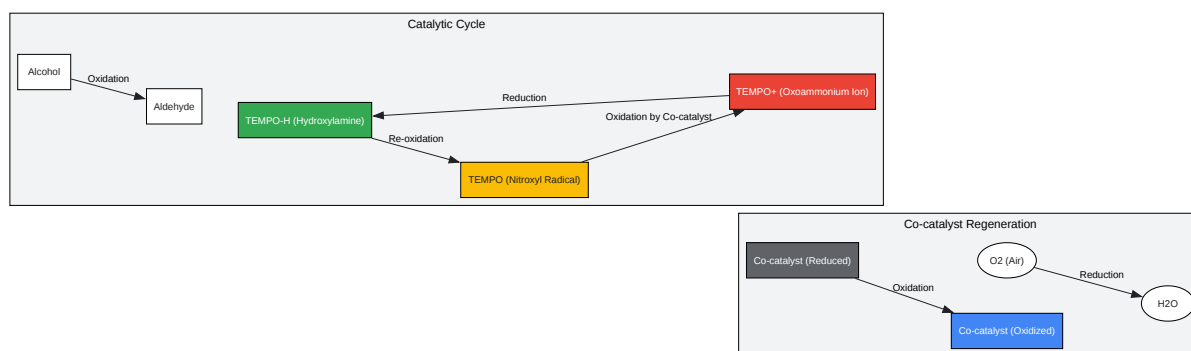 Catalytic Cycle
Alcohol
Oxidation
Aldehyde
TEMPO-H (Hydroxylamine)
Re-oxidation
TEMPO (Nitroxyl Radical)
Reduction
Oxidation by Co-catalyst
TEMPO+ (Oxoammonium Ion)
Co-catalyst Regeneration
Co-catalyst (Reduced)
Oxidation
Co-catalyst (Oxidized)
O2 (Air)
Reduction
H2O